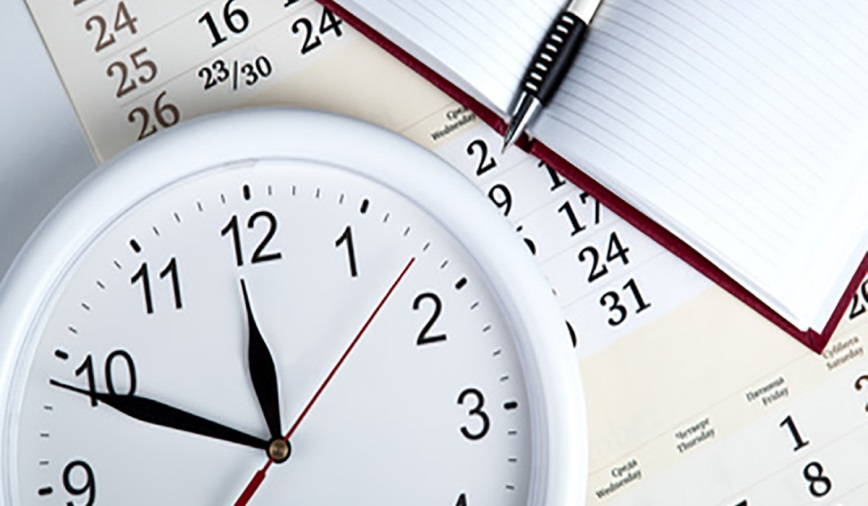 24 16
25 23/30 24
26
Среда
Wednesday
2
9
17
24
31
12
11
1
10
2
3
9
Суббота
Saturday
Пятница
Friday
Четверг
Thursday
Среда
Wednesday
1
8